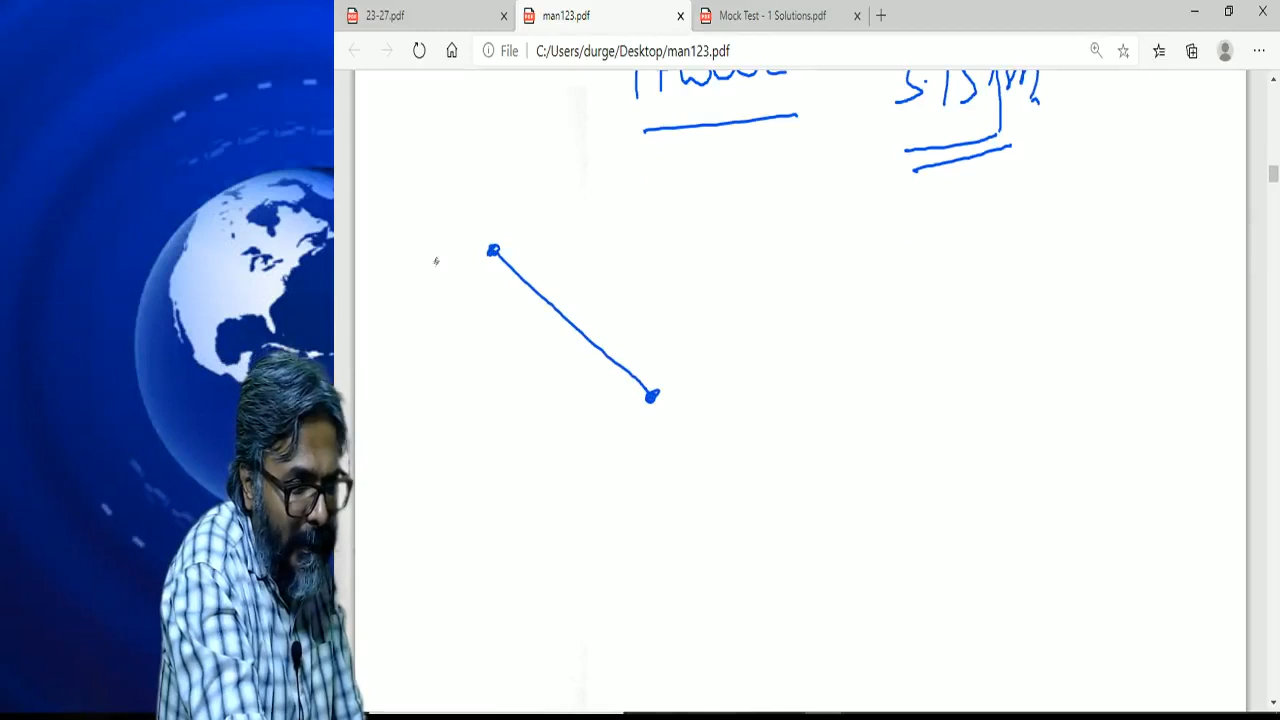 23-27.pdf
man123.pdf
Mock Test - 1 Solutions.pdf
File
C:/Users/durge/Desktop/man123.pdf